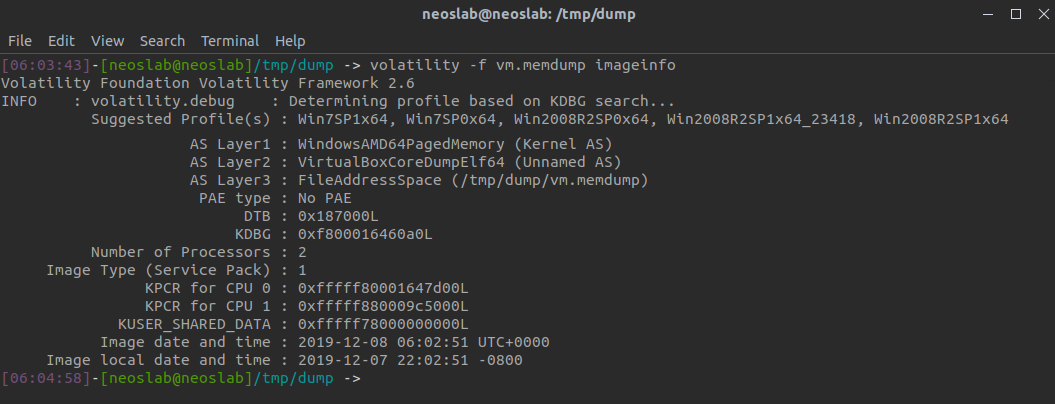 neoslab@neoslab: /tmp/dump
File Edit View Search Terminal Help
[06:03:43]-[neoslab@neoslab]/tmp/dump -> volatility -f vm.memdump imageinfo
Volatility Foundation Volatility Framework 2.6
INFO    : volatility.debug    : Determining profile based on KDBG search...
          Suggested Profile(s) : Win7SP1x64, Win7SP0x64, Win2008R2SP0x64, Win2008R2SP1x64_23418, Win2008R2SP1x64
                     AS Layer1 : WindowsAMD64PagedMemory (Kernel AS)
                     AS Layer2 : VirtualBoxCoreDumpElf64 (Unnamed AS)
                     AS Layer3 : FileAddressSpace (/tmp/dump/vm.memdump)
                      PAE type : No PAE
                           DTB : 0x187000L
                          KDBG : 0xf800016460a0L
          Number of Processors : 2
     Image Type (Service Pack) : 1
                KPCR for CPU 0 : 0xfffff80001647d00L
                KPCR for CPU 1 : 0xfffff880009c5000L
             KUSER_SHARED_DATA : 0xfffff78000000000L
           Image date and time : 2019-12-08 06:02:51 UTC+0000
     Image local date and time : 2019-12-07 22:02:51 -0800
[06:04:58]-[neoslab@neoslab]/tmp/dump ->